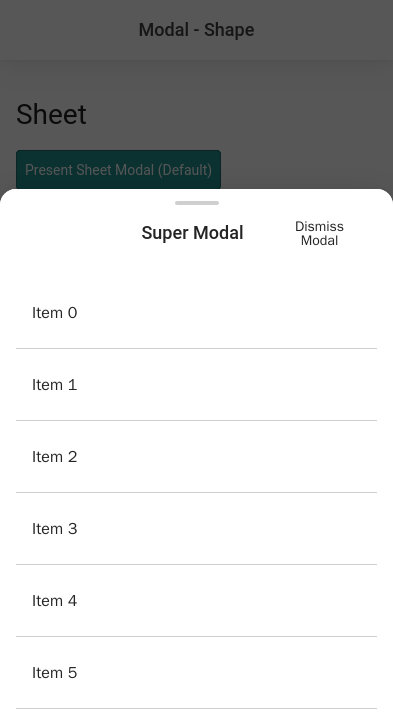 Modal - Shape
Sheet
Present Sheet Modal (Default)
Super Modal
Dismiss
Modal
Item 0
Item 1
Item 2
Item 3
Item 4
Item 5